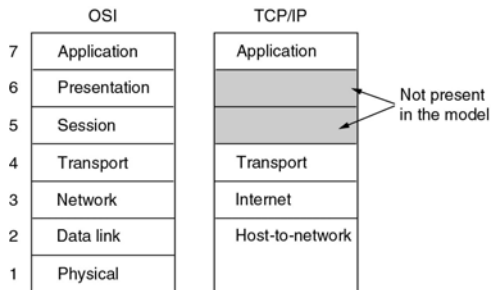 OSI TCP/IP
7 Application Application
6 Presentation
Not present
in the model
5 Session
4 Transport Transport
3 Network Internet
2 Data link Host-to-network
1 Physical